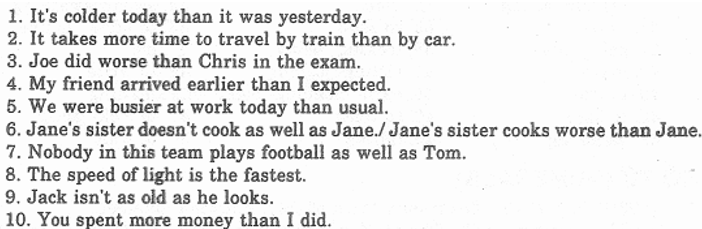 1. It's colder today than it was yesterday.
2. It takes more time to travel by train than by car.
3. Joe did worse than Chris in the exam.
4. My friend arrived earlier than I expected.
5. We were busier at work today than usual.
6. Jane's sister doesn't cook as well as Jane./ Jane's sister cooks worse than Jane.
7. Nobody in this team plays football as well as Tom.
8. The speed of light is the fastest.
9. Jack isn't as old as he looks.
10. You spent more money than I did.